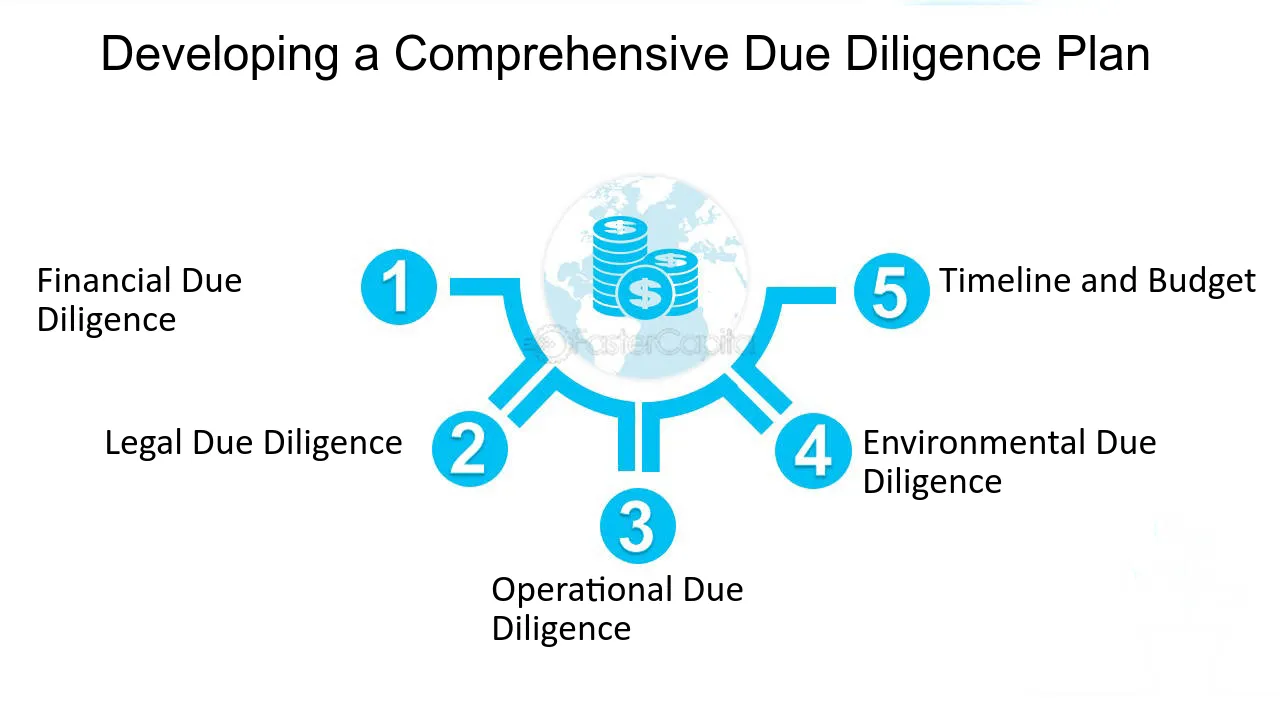 Developing a Comprehensive Due Diligence Plan
1
Financial Due
Diligence
2
Legal Due Diligence
3
Operational Due
Diligence
4
Environmental Due
Diligence
5
Timeline and Budget
$
$
$
FasterCapital